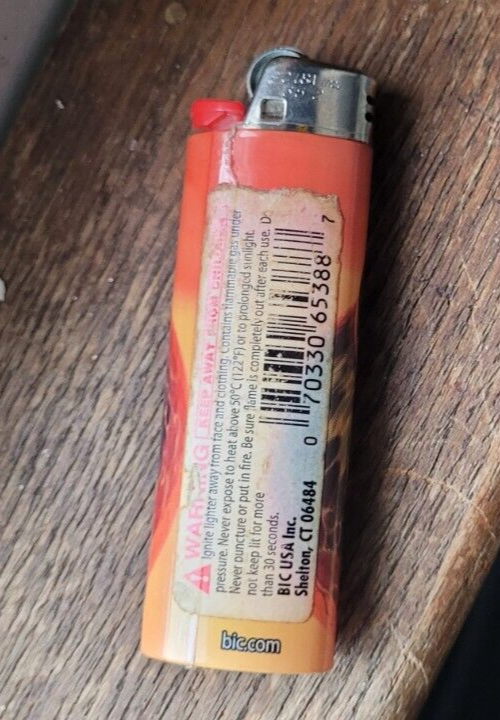 WARNING KEEP AWAY FROM CHILDREN
Ignite lighter away from face and clothing. Contains flammable gas under
pressure. Never expose to heat above 50°C (122°F) or to prolonged sunlight.
Never puncture or put in fire. Be sure flame is completely out after each use. Do
not keep lit for more
than 30 seconds.
BIC USA Inc.
Shelton, CT 06484
0 70330 65388 7
bic.com